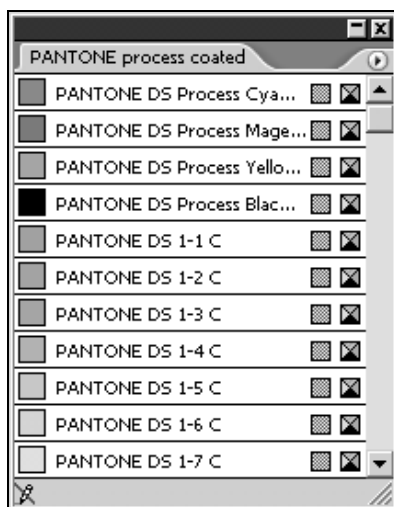 PANTONE process coated
PANTONE DS Process Cya...
PANTONE DS Process Mage...
PANTONE DS Process Yello...
PANTONE DS Process Blac...
PANTONE DS 1-1 C
PANTONE DS 1-2 C
PANTONE DS 1-3 C
PANTONE DS 1-4 C
PANTONE DS 1-5 C
PANTONE DS 1-6 C
PANTONE DS 1-7 C